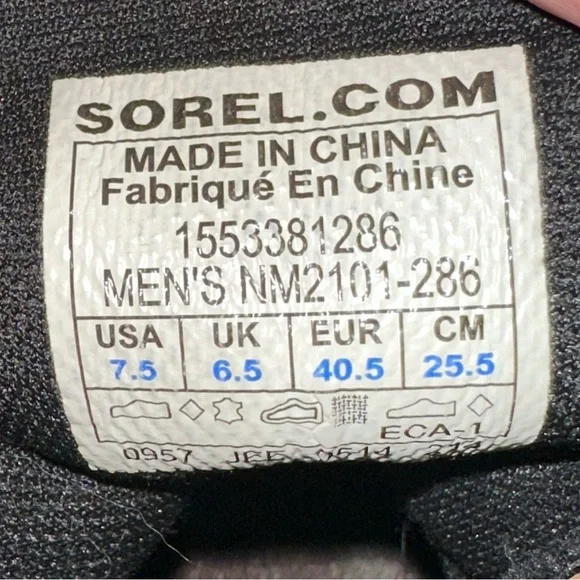 SOREL.COM
MADE IN CHINA
Fabriqué En Chine
1553381286
MEN'S NM2101-286
USA UK EUR CM
7.5 6.5 40.5 25.5
ECA-1
0957